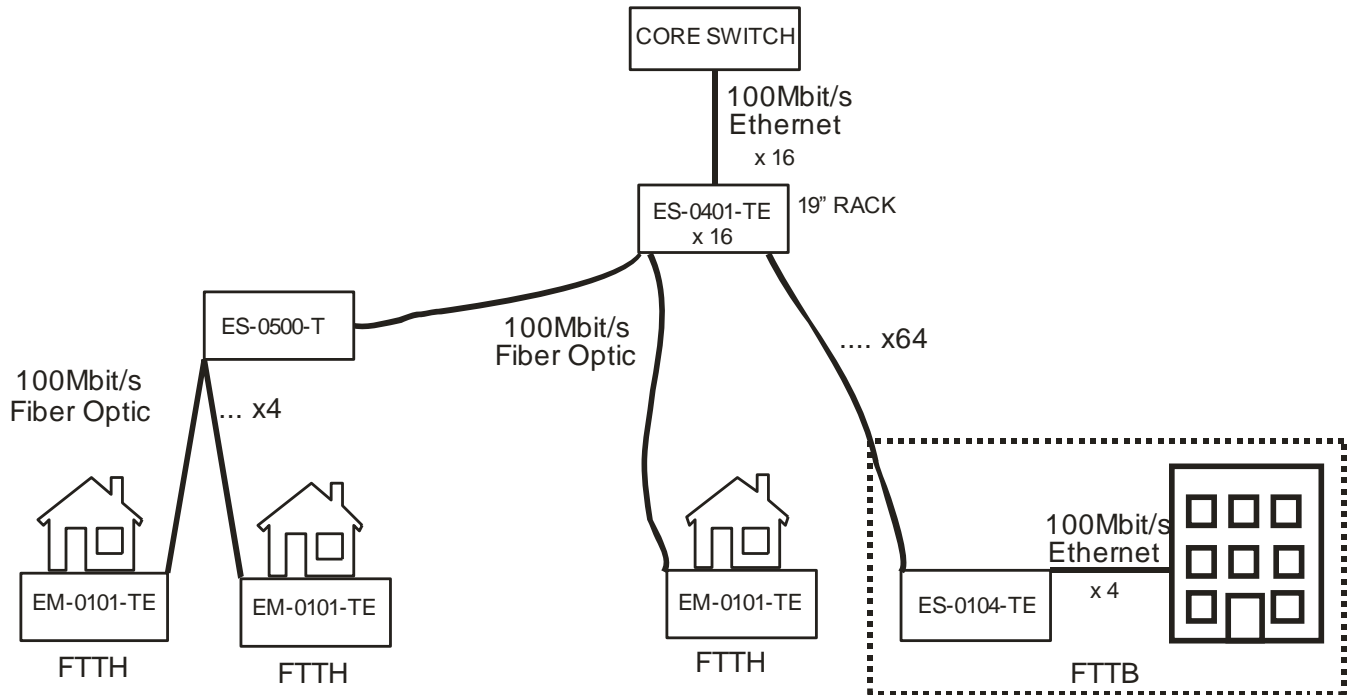 CORE SWITCH
100Mbit/s
Ethernet
x 16
ES-0401-TE
x 16
19” RACK
ES-0500-T
100Mbit/s
Fiber Optic
.... x64
100Mbit/s
Fiber Optic
... x4
100Mbit/s
Ethernet
x 4
EM-0101-TE
EM-0101-TE
EM-0101-TE
ES-0104-TE
FTTH
FTTH
FTTH
FTTB